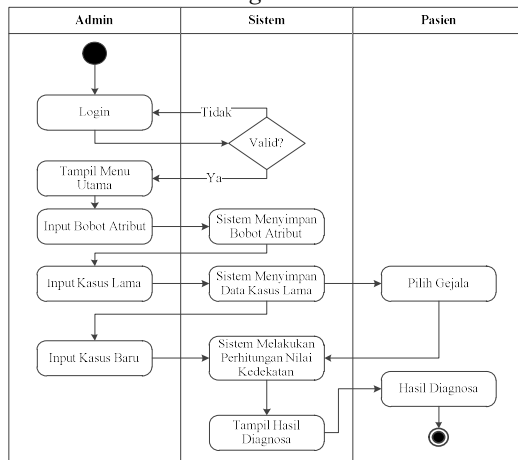 Admin
Sistem
Pasien
Login
Tidak
Valid?
Tampil Menu
Utama
Ya
Input Bobot Atribut
Sistem Menyimpan
Bobot Atribut
Input Kasus Lama
Sistem Menyimpan
Data Kasus Lama
Pilih Gejala
Input Kasus Baru
Sistem Melakukan
Perhitungan Nilai
Kedekatan
Hasil Diagnosa
Tampil Hasil
Diagnosa